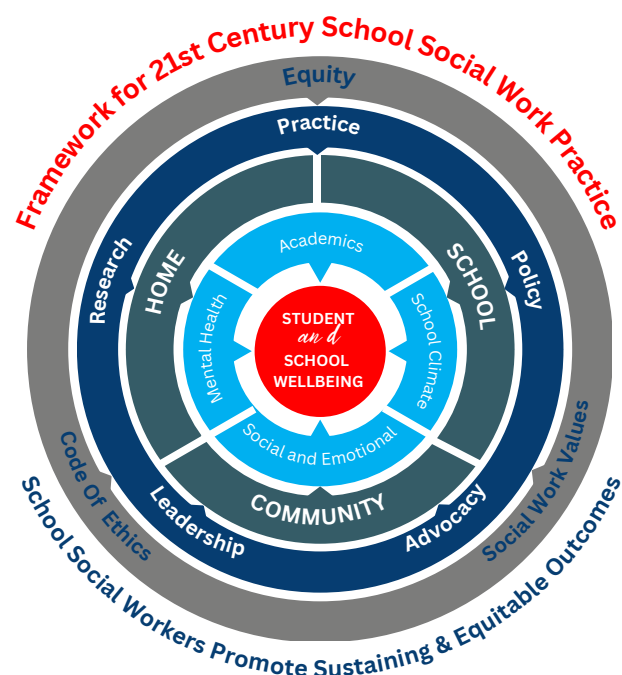 Framework for 21st Century School Social Work Practice
Equity
Practice
Research
Policy
HOME
SCHOOL
Academics
Mental Health
School Climate
STUDENT
and
SCHOOL
WELLBEING
Social and Emotional
COMMUNITY
Leadership
Advocacy
Code Of Ethics
Social Work Values
School Social Workers Promote Sustaining & Equitable Outcomes